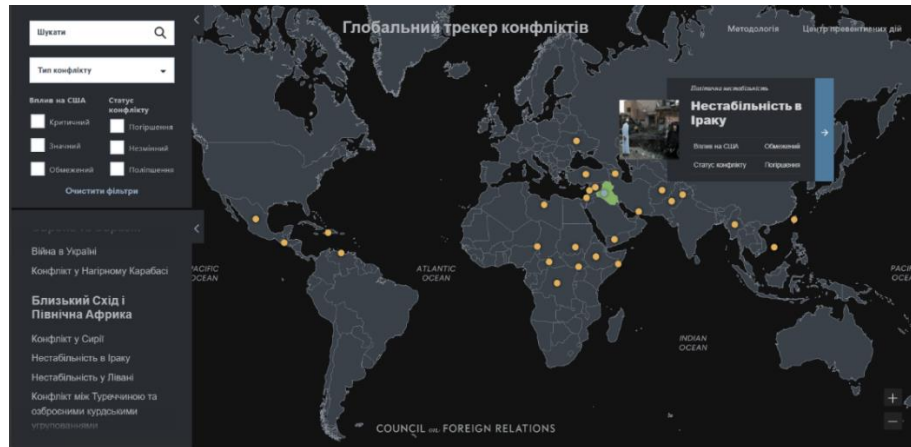 Глобальний трекер конфліктів
Методологія
Центр превентивних дій
Шукати
Тип конфлікту
Вплив на США
Статус конфлікту
Критичний
Погіршення
Значний
Незмінний
Обмежений
Поліпшення
Очистити фільтри
Війна в Україні
Конфлікт у Нагірному Карабасі
Близький Схід і
Північна Африка
Конфлікт у Сирії
Нестабільність в Іраку
Нестабільність у Лівані
Конфлікт між Туреччиною та
озброєними курдськими
угрупованнями
Політична нестабільність
Нестабільність в
Іраку
Вплив на США Обмежений
Статус конфлікту Погіршення
PACIFIC
OCEAN
ATLANTIC
OCEAN
INDIAN
OCEAN
PACIF
OCEA
COUNCIL on FOREIGN RELATIONS